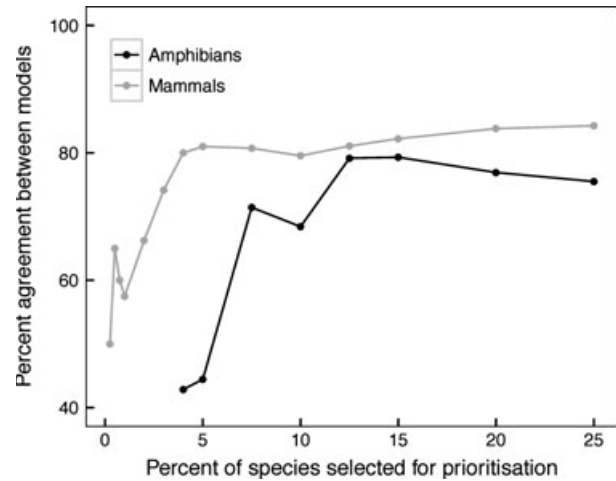 100
80
60
40
Percent agreement between models
Amphibians
Mammals
0 5 10 15 20 25
Percent of species selected for prioritisation